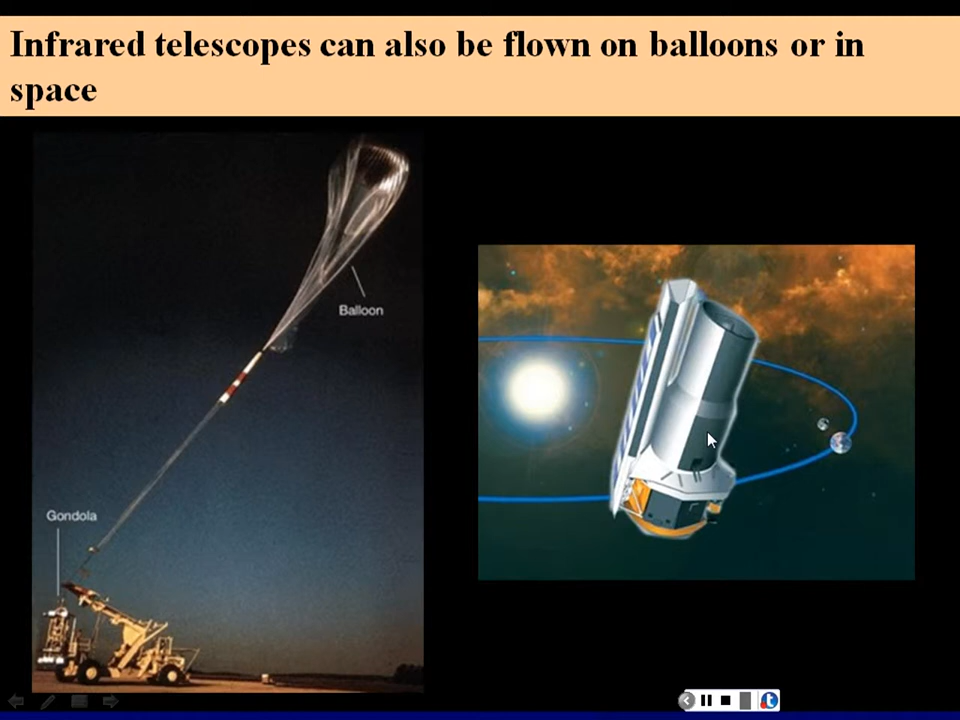 Infrared telescopes can also be flown on balloons or in
space
Balloon
Gondola